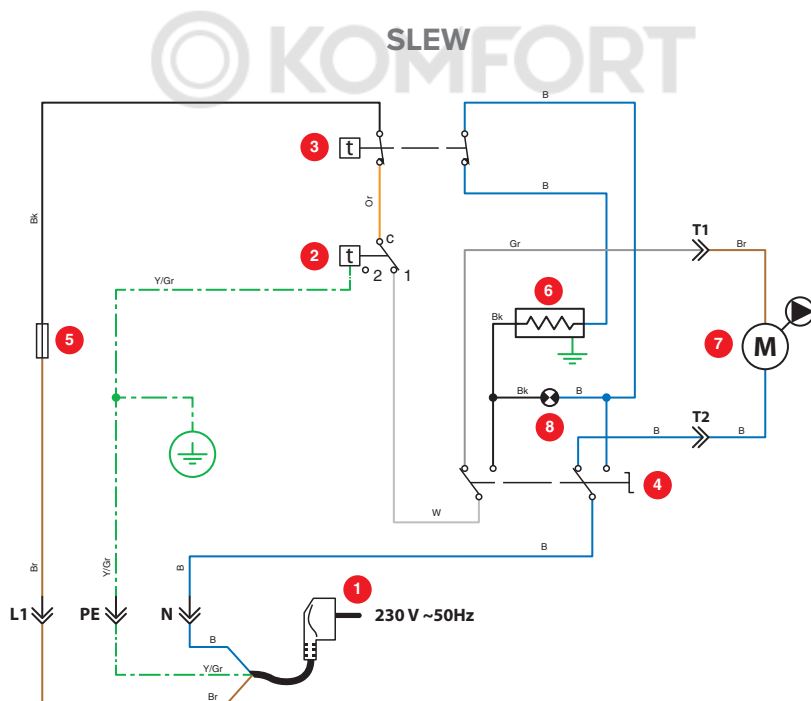 KOMFORT
SLEW
B
3
t
B
Bk
Or
T1
Gr
Br
C
2
t
2
1
Y/Gr
6
Bk
5
7
M
Bk
B
8
T2
B
B
4
W
B
Br
Y/Gr
B
1
L1
PE
N
230 V ~50Hz
B
Y/Gr
Br